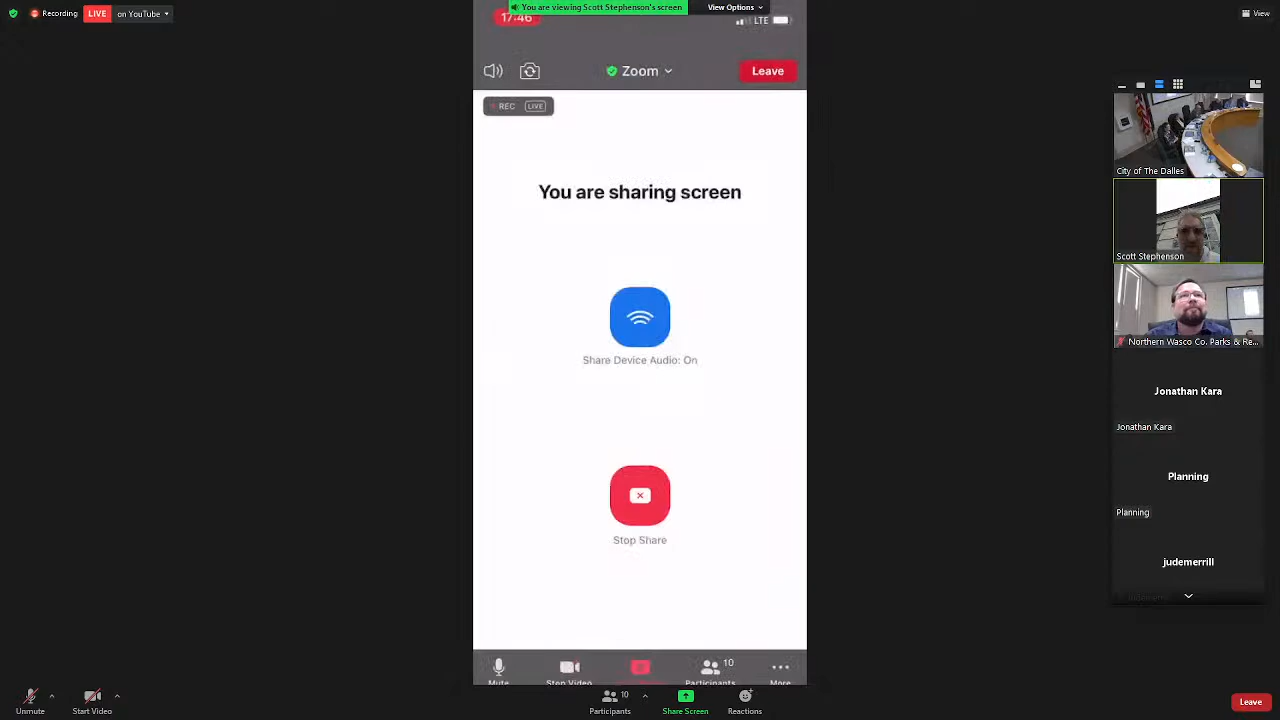 Recording
LIVE
on YouTube
You are viewing Scott Stephenson's screen
View Options
View
17:46
LTE
Zoom
Leave
REC
LIVE
You are sharing screen
Share Device Audio: On
Stop Share
Mute
Stop Video
Participants
10
More
City of The Dalles
Scott Stephenson
Northern Wasco Co. Parks & Re...
Jonathan Kara
Jonathan Kara
Planning
Planning
judemerrill
judemerrill
Unmute
Start Video
10
Participants
Share Screen
Reactions
Leave